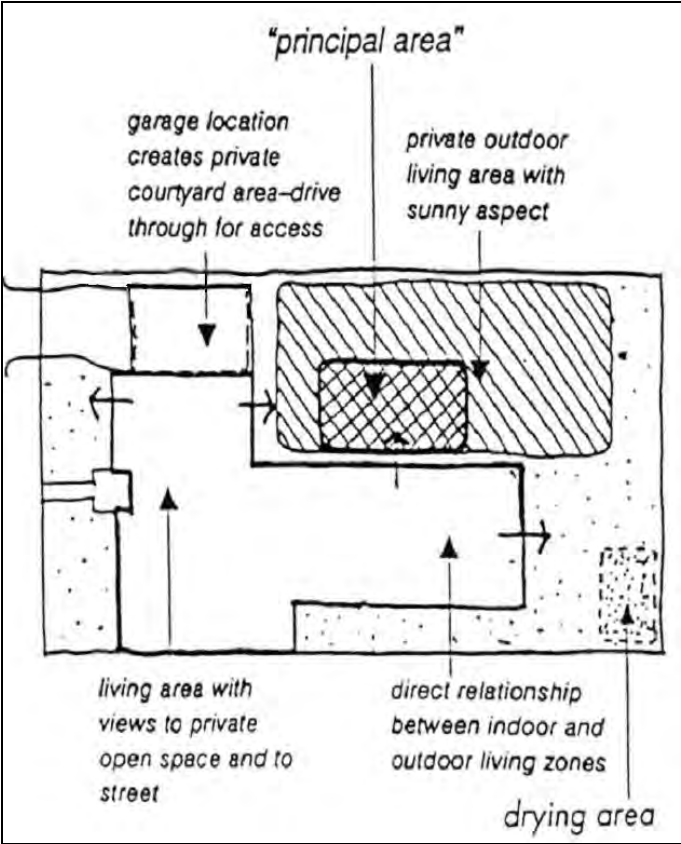 "principal area"
garage location
creates private
courtyard area–drive
through for access
private outdoor
living area with
sunny aspect
living area with
views to private
open space and to
street
direct relationship
between indoor and
outdoor living zones
drying area